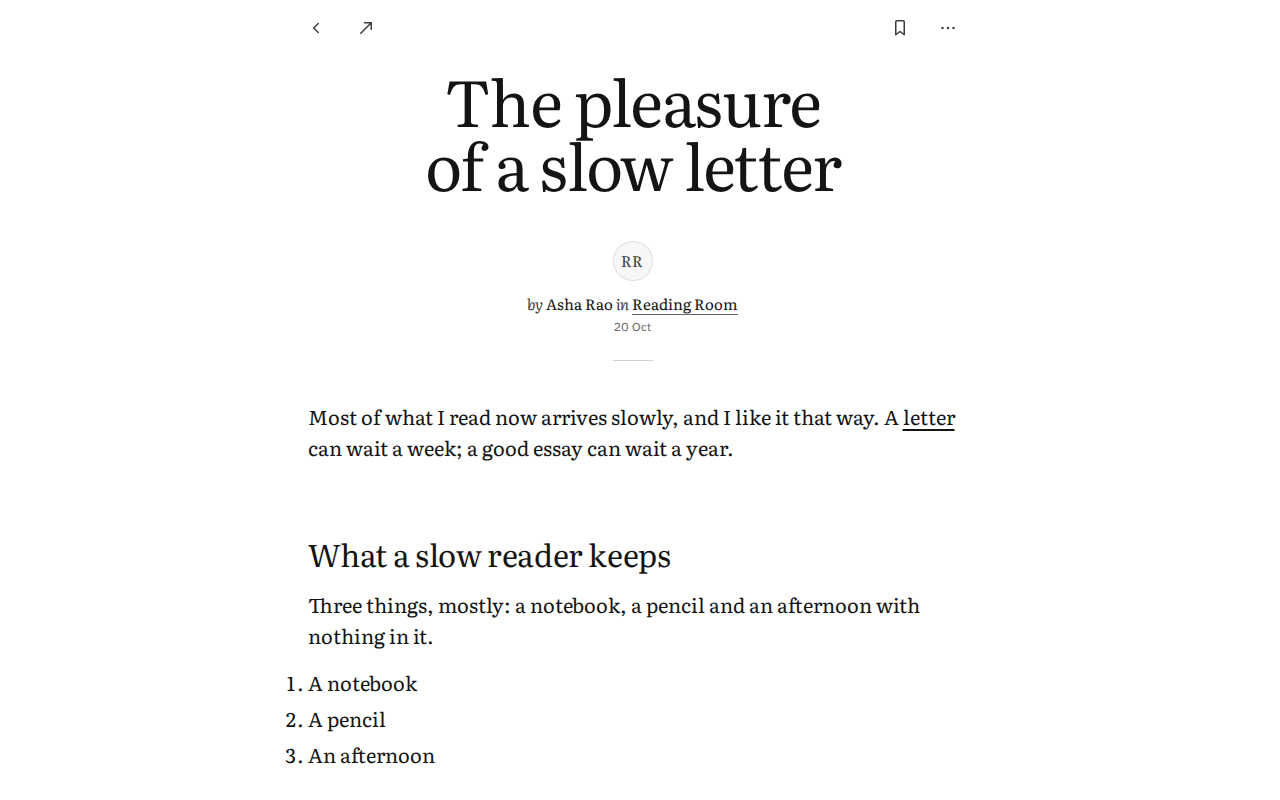 The pleasure
of a slow letter
RR
by Asha Rao in Reading Room
20 Oct
Most of what I read now arrives slowly, and I like it that way. A letter
can wait a week; a good essay can wait a year.
What a slow reader keeps
Three things, mostly: a notebook, a pencil and an afternoon with
nothing in it.
1. A notebook
2. A pencil
3. An afternoon